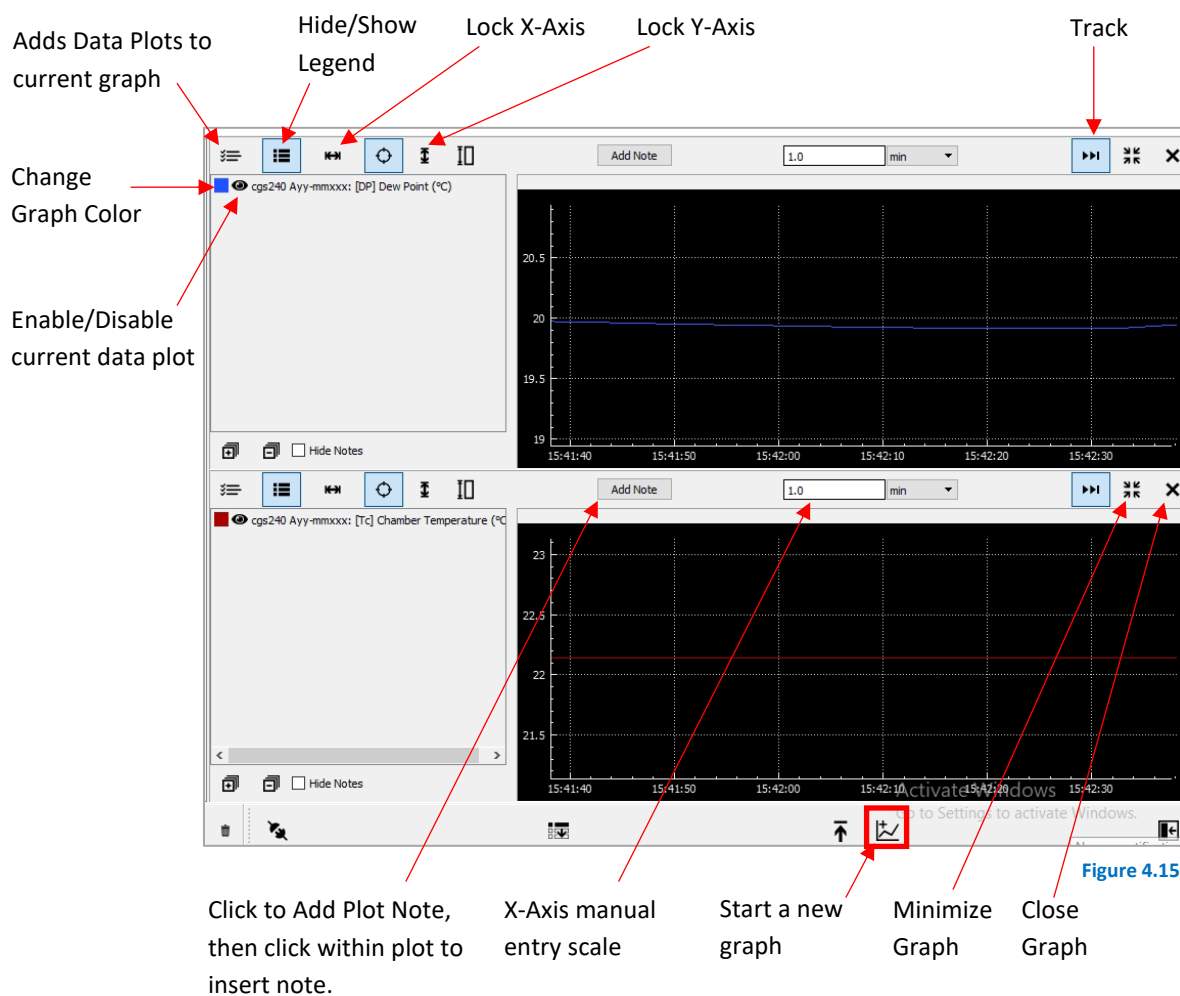 Adds Data Plots to
current graph
Hide/Show
Legend
Lock X-Axis
Lock Y-Axis
Track
Change
Graph Color
Enable/Disable
current data plot
Add Note
1.0
min
cgs240 Ayy-mmxxx: [DP] Dew Point (°C)
20.5
20
19.5
19
15:41:40
15:41:50
15:42:00
15:42:10
15:42:20
15:42:30
Hide Notes
Add Note
1.0
min
cgs240 Ayy-mmxxx: [Tc] Chamber Temperature (°C
23
22.5
22
21.5
15:41:40
15:41:50
15:42:00
15:42:10
15:42:20
15:42:30
Hide Notes
Activate Windows
Go to Settings to activate Windows.
Figure 4.15
Click to Add Plot Note,
then click within plot to
insert note.
X-Axis manual
entry scale
Start a new
graph
Minimize
Graph
Close
Graph